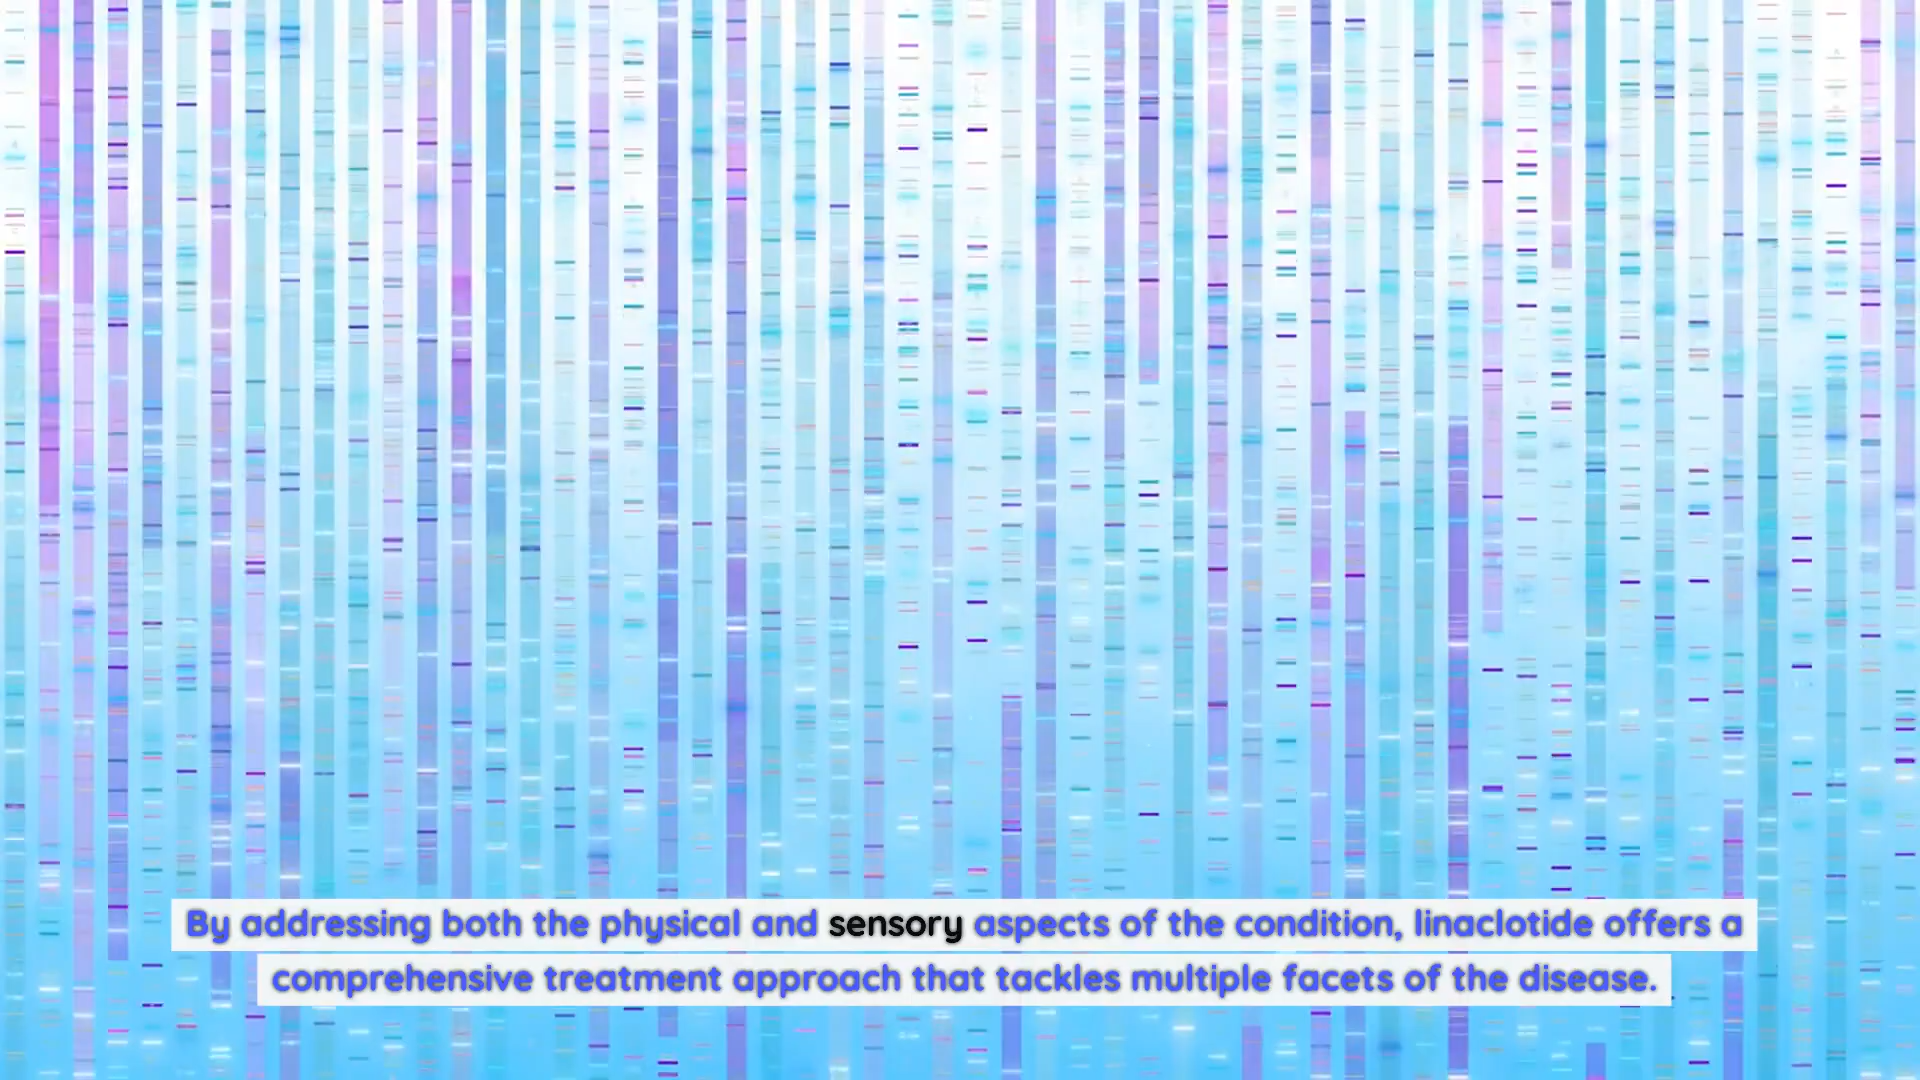 By addressing both the physical and sensory aspects of the condition, linaclotide offers a
comprehensive treatment approach that tackles multiple facets of the disease.